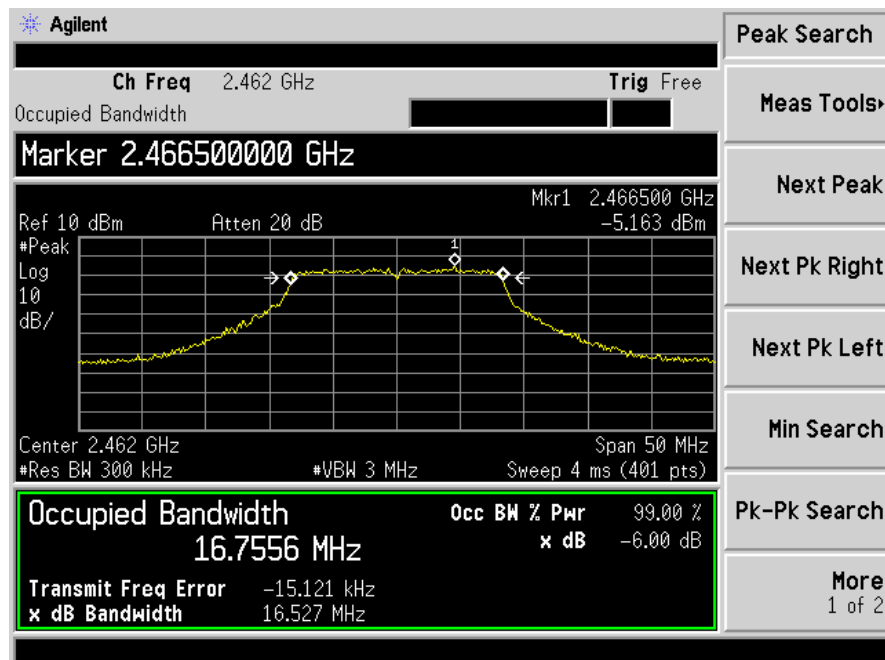 Agilent
Peak Search
Ch Freq 2.462 GHz Trig Free
Occupied Bandwidth
Meas Tools
Marker 2.466500000 GHz
Next Peak
Mkr1 2.466500 GHz
Ref 10 dBm Atten 20 dB -5.163 dBm
#Peak
1
Log
10
dB/
Next Pk Right
Next Pk Left
Center 2.462 GHz Span 50 MHz
#Res BW 300 kHz #VBW 3 MHz Sweep 4 ms (401 pts)
Min Search
Occupied Bandwidth Occ BW % Pwr 99.00 %
16.7556 MHz x dB -6.00 dB
Pk-Pk Search
Transmit Freq Error -15.121 kHz
x dB Bandwidth 16.527 MHz
More
1 of 2